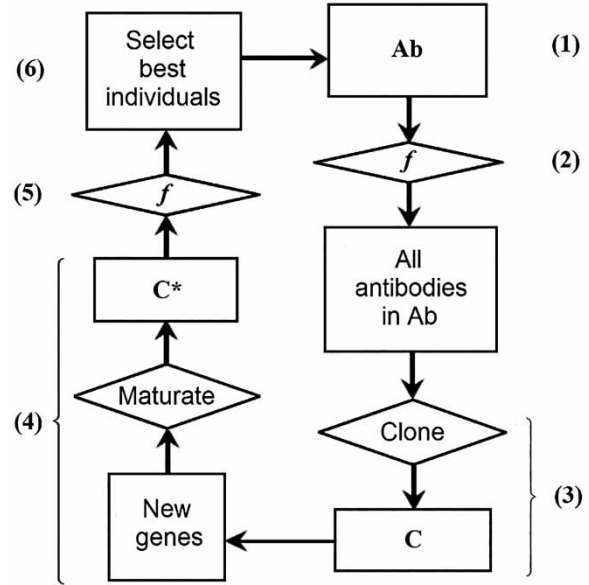 (6)
Select
best
individuals
Ab
(1)
f
(2)
(5)
f
All
antibodies
in Ab
C*
(4)
Maturate
Clone
(3)
New
genes
C